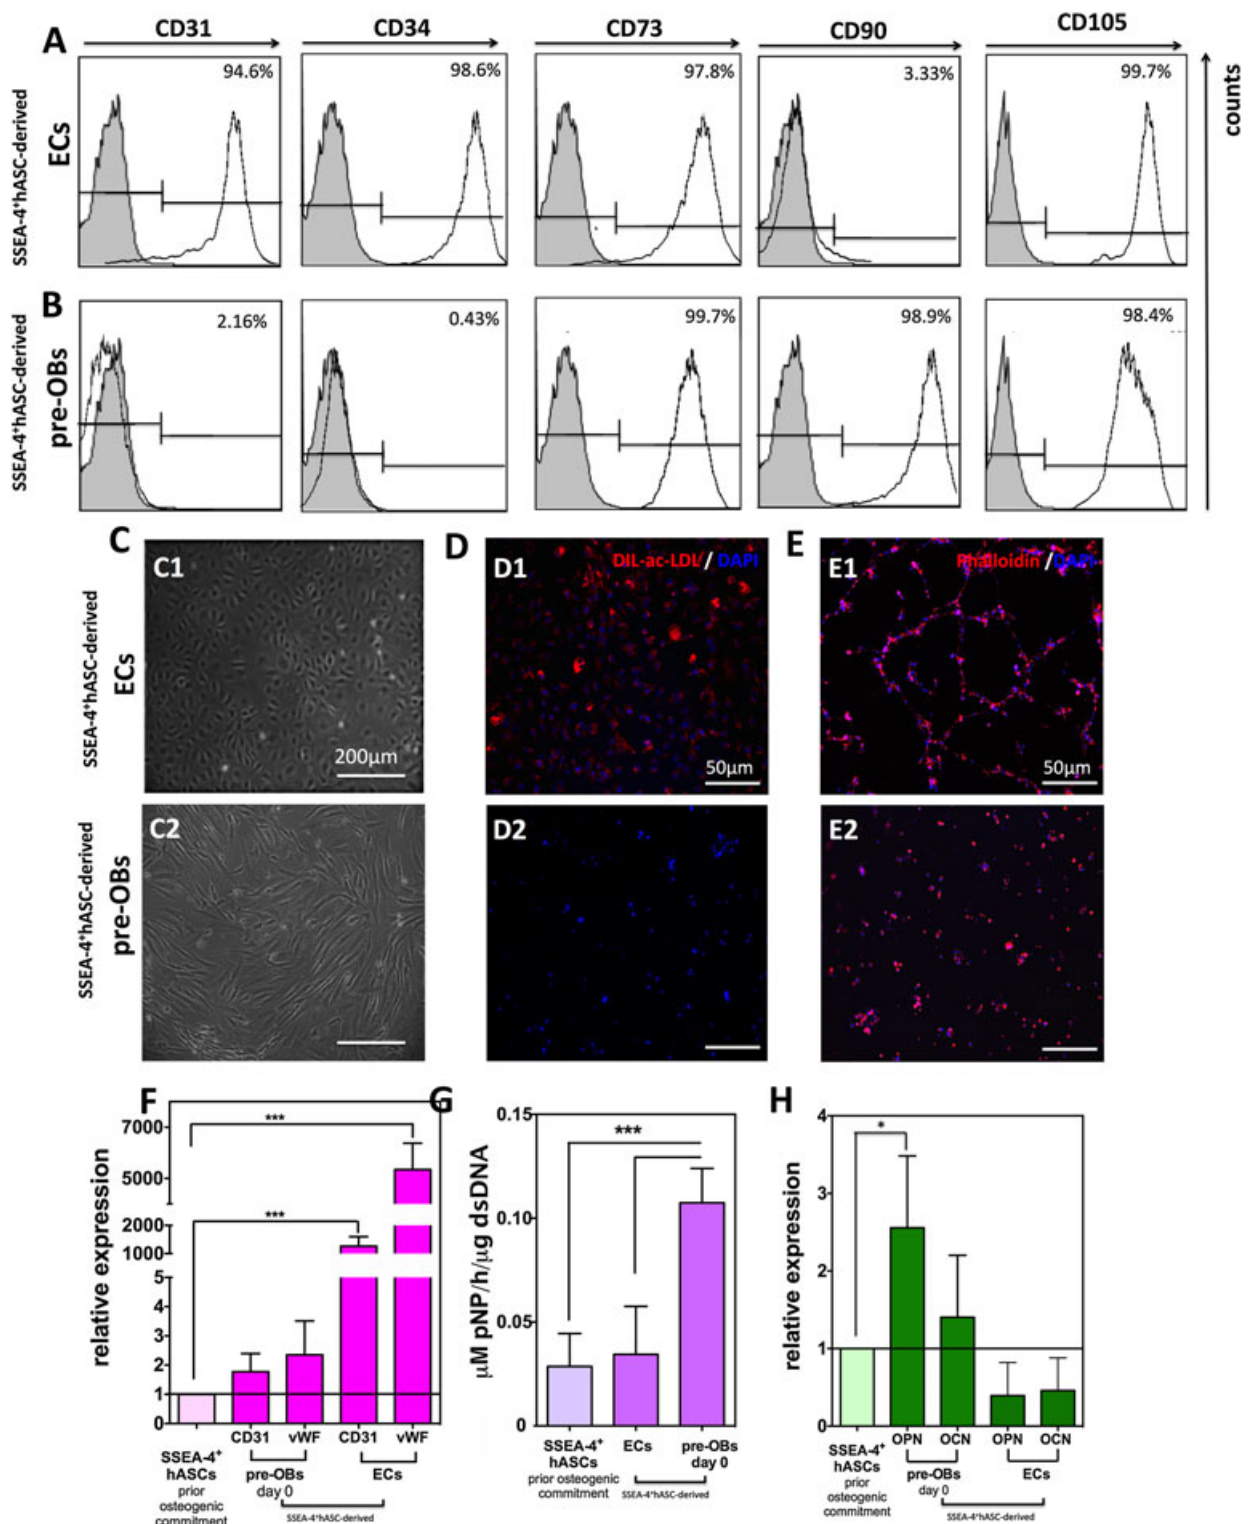 A
CD31
CD34
CD73
CD90
CD105
SSEA-4⁺hASC-derived
ECs
94.6%
98.6%
97.8%
3.33%
99.7%
counts
B
SSEA-4⁺hASC-derived
pre-OBs
2.16%
0.43%
99.7%
98.9%
98.4%
C
D
E
SSEA-4⁺hASC-derived
ECs
C1
200µm
D1
DIL-ac-LDL / DAPI
50µm
E1
Phalloidin / DAPI
50µm
SSEA-4⁺hASC-derived
pre-OBs
C2
D2
E2
F
relative expression
7000
5000
2000
1000
5
4
3
2
1
0
***
***
CD31
vWF
CD31
vWF
SSEA-4⁺
hASCs
prior
osteogenic
commitment
pre-OBs
day 0
ECs
SSEA-4⁺hASC-derived
G
µM pNP/h/µg dsDNA
0.15
0.10
0.05
0
***
SSEA-4⁺
hASCs
prior osteogenic
commitment
ECs
pre-OBs
day 0
SSEA-4⁺hASC-derived
H
relative expression
4
3
2
1
0
*
OPN
OCN
OPN
OCN
SSEA-4⁺
hASCs
prior
osteogenic
commitment
pre-OBs
day 0
ECs
SSEA-4⁺hASC-derived